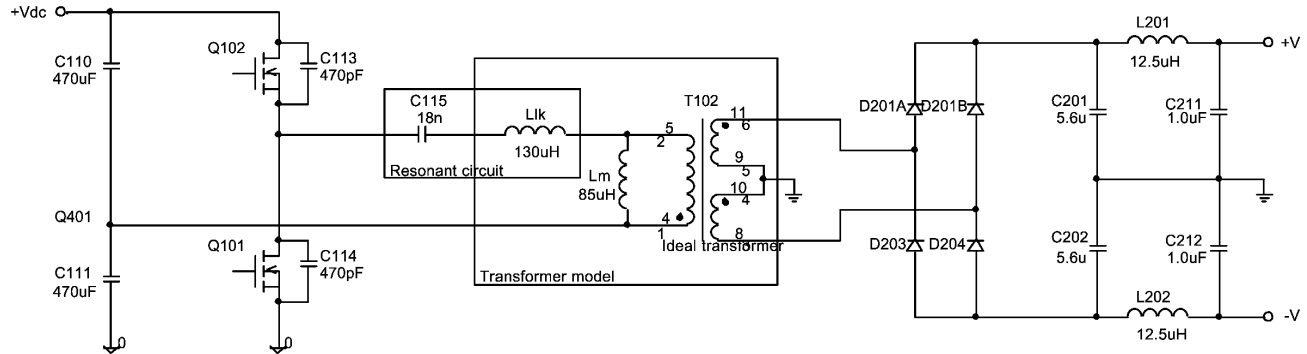 +Vdc
C110
470uF
Q102
C113
470pF
C115
18n
Llk
130uH
Resonant circuit
Lm
85uH
T102
5
2
4
1
11
6
9
5
10
4
8
Ideal transformer
Transformer model
Q401
C111
470uF
Q101
C114
470pF
0
0
D201A
D201B
D203
D204
C201
5.6u
C202
5.6u
L201
12.5uH
C211
1.0uF
C212
1.0uF
L202
12.5uH
+V
-V